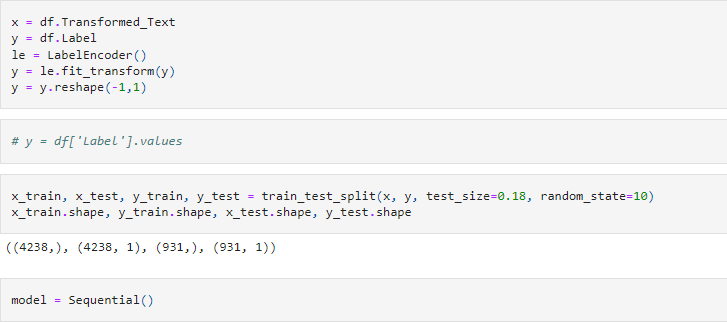 x = df.Transformed_Text
y = df.Label
le = LabelEncoder()
y = le.fit_transform(y)
y = y.reshape(-1,1)
# y = df['Label'].values
x_train, x_test, y_train, y_test = train_test_split(x, y, test_size=0.18, random_state=10)
x_train.shape, y_train.shape, x_test.shape, y_test.shape
((4238,), (4238, 1), (931,), (931, 1))
model = Sequential()